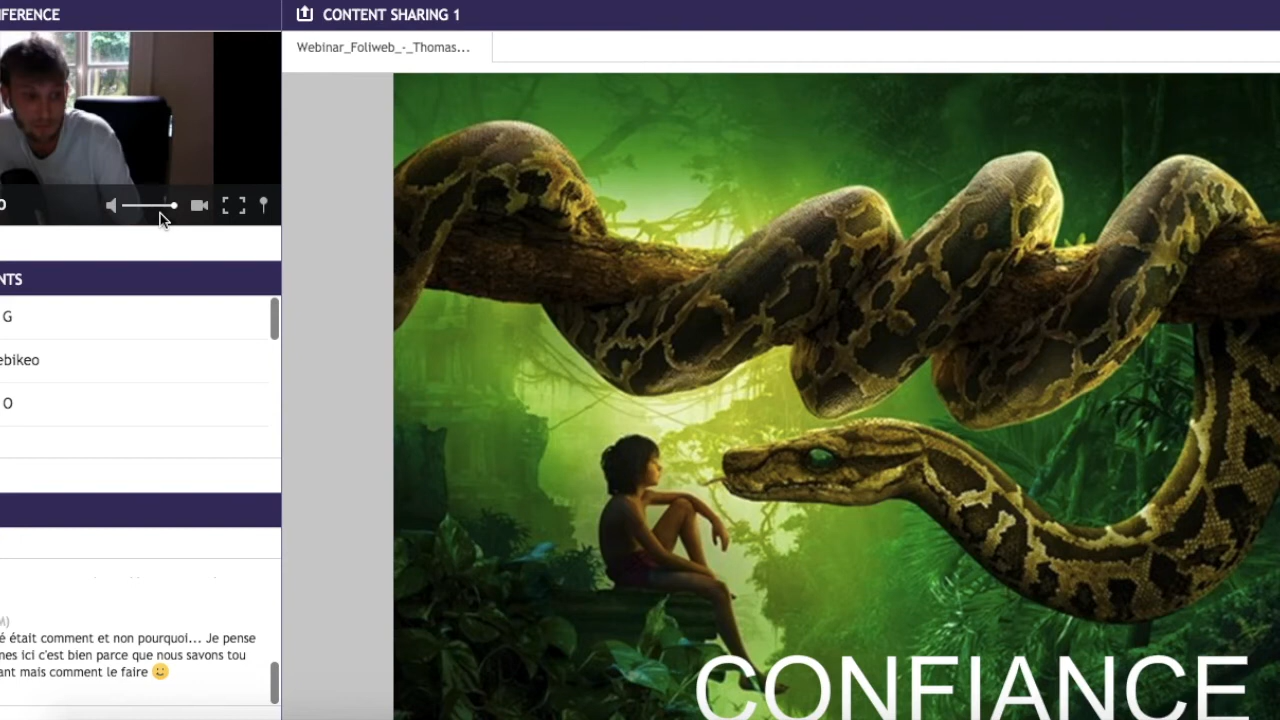 FERENCE
CONTENT SHARING 1
Webinar_Foliweb_-_Thomas...
O
NTS
G
ebikeo
O
M)
é était comment et non pourquoi... Je pense
nes ici c'est bien parce que nous savons tou
ant mais comment le faire 🙂
CONFIANCE